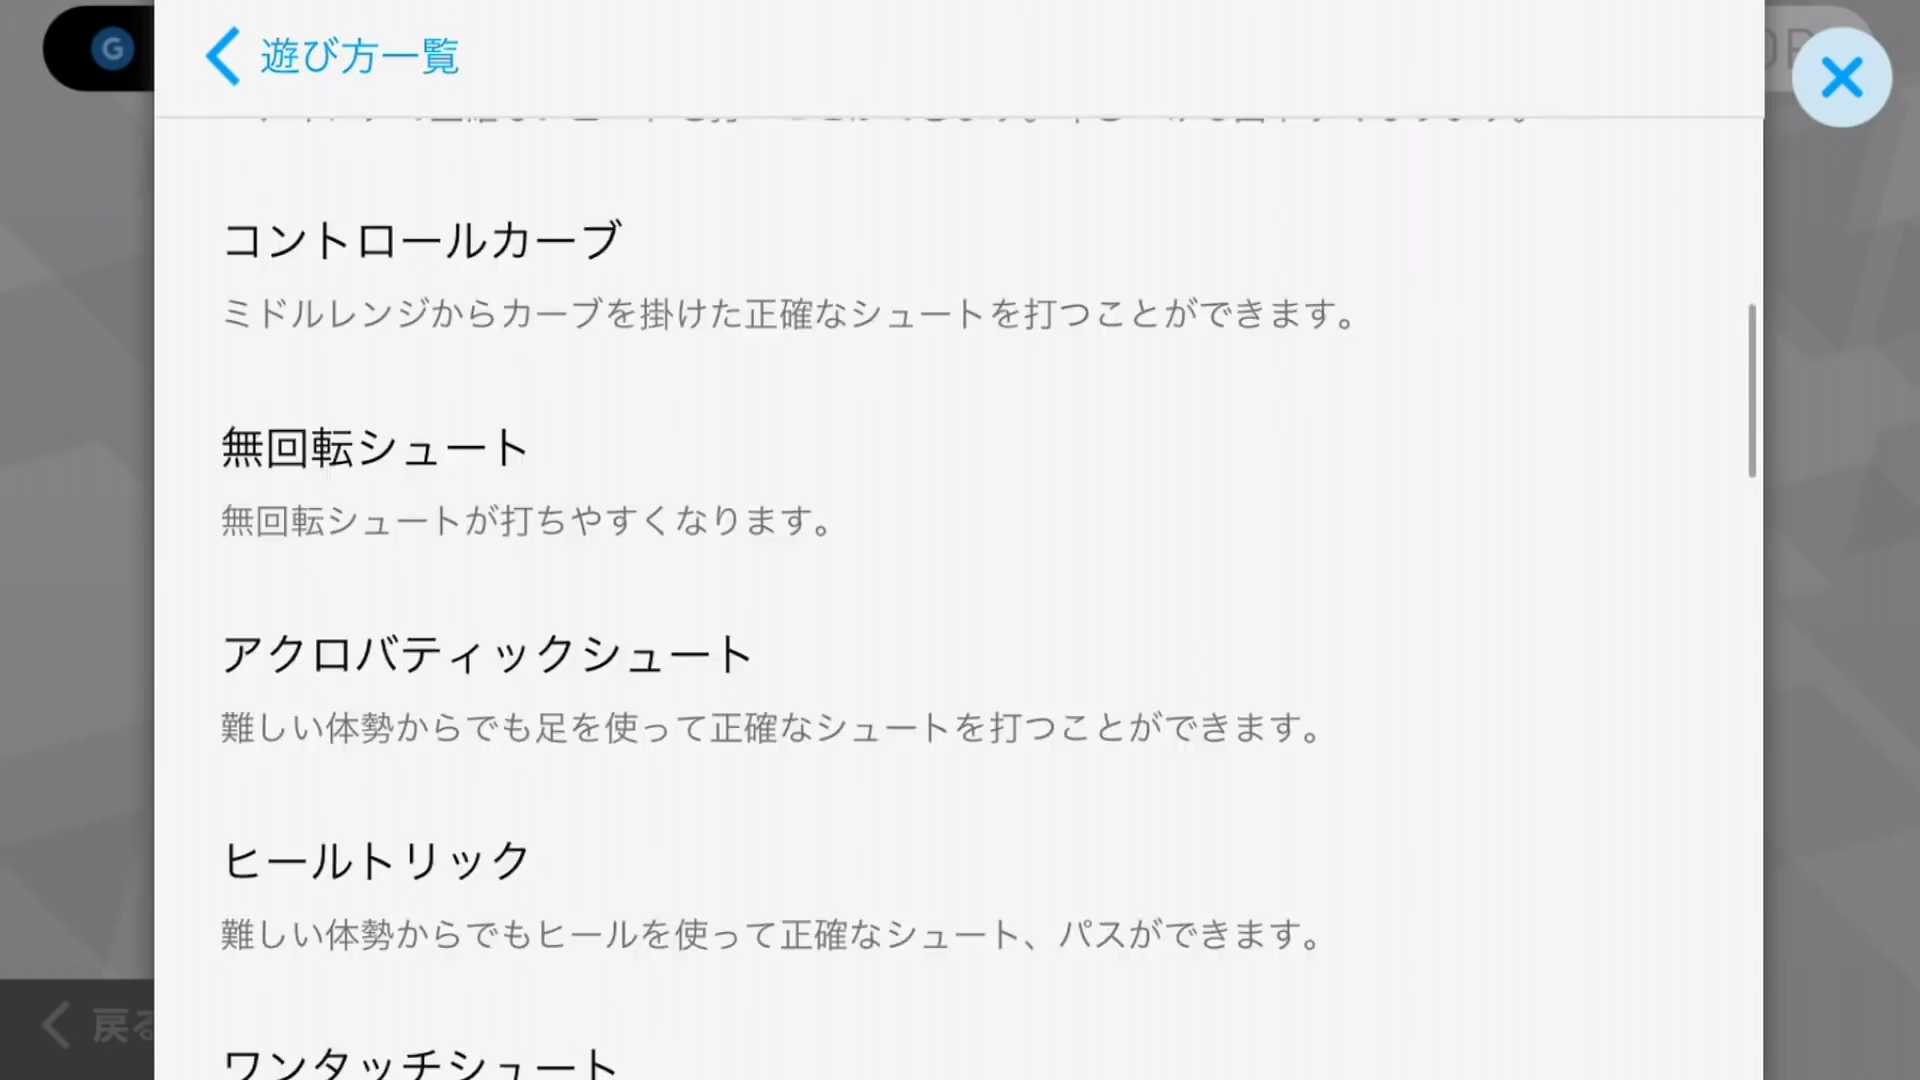 G
遊び方一覧
コントロールカーブ
ミドルレンジからカーブを掛けた正確なシュートを打つことができます。
無回転シュート
無回転シュートが打ちやすくなります。
アクロバティックシュート
難しい体勢からでも足を使って正確なシュートを打つことができます。
ヒールトリック
難しい体勢からでもヒールを使って正確なシュート、パスができます。
戻る
ワンタッチシュート